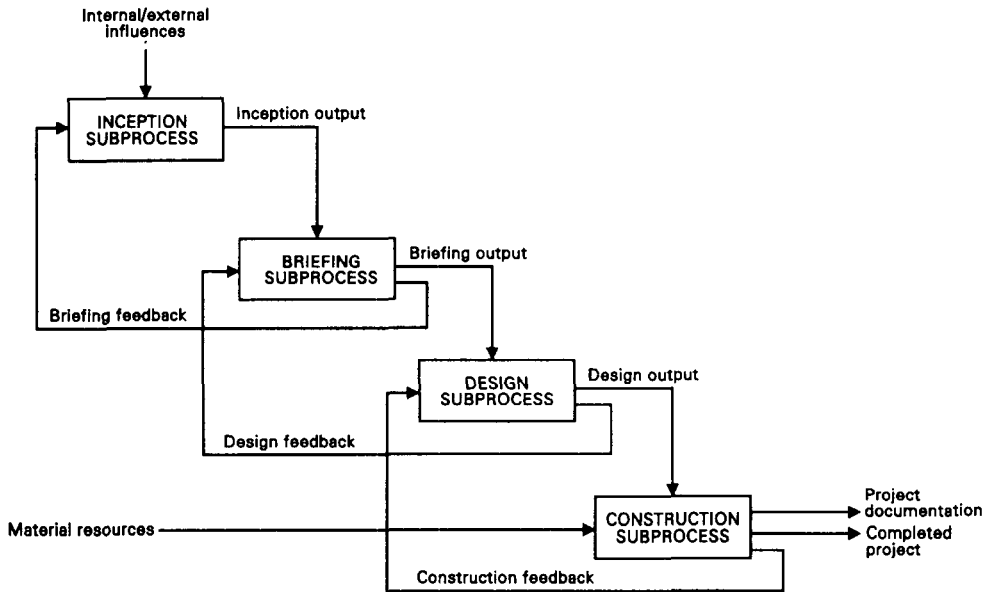 Internal/external
influences
INCEPTION
SUBPROCESS
Inception output
BRIEFING
SUBPROCESS
Briefing output
Briefing feedback
DESIGN
SUBPROCESS
Design output
Design feedback
Material resources
CONSTRUCTION
SUBPROCESS
Project
documentation
Completed
project
Construction feedback